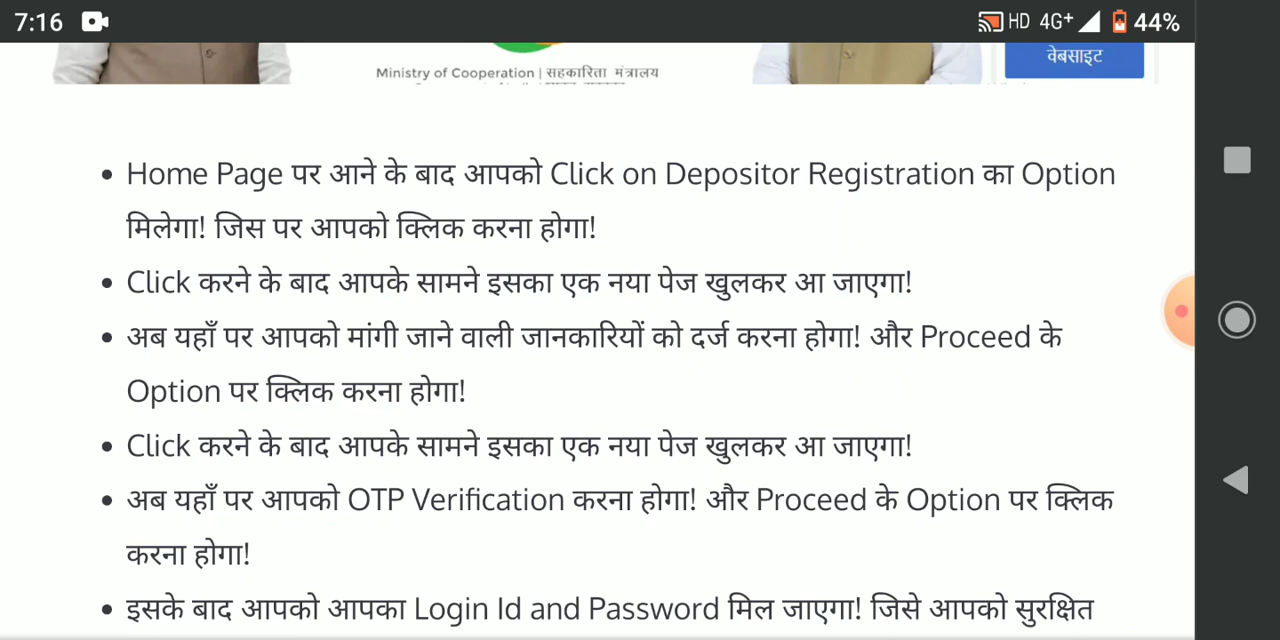 7:16 HD 4G+ 44%
वेबसाइट
Ministry of Cooperation | सहकारिता मंत्रालय
• Home Page पर आने के बाद आपको Click on Depositor Registration का Option
मिलेगा! जिस पर आपको क्लिक करना होगा!
• Click करने के बाद आपके सामने इसका एक नया पेज खुलकर आ जाएगा!
• अब यहाँ पर आपको मांगी जाने वाली जानकारियों को दर्ज करना होगा! और Proceed के
Option पर क्लिक करना होगा!
• Click करने के बाद आपके सामने इसका एक नया पेज खुलकर आ जाएगा!
• अब यहाँ पर आपको OTP Verification करना होगा! और Proceed के Option पर क्लिक
करना होगा!
• इसके बाद आपको आपका Login Id and Password मिल जाएगा! जिसे आपको सुरक्षित